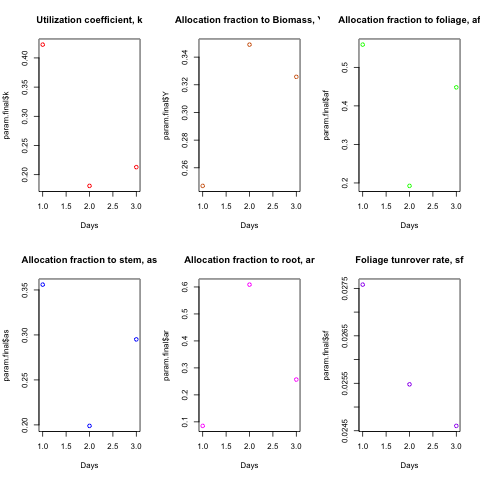 Utilization coefficient, k
param.final$k
0.20 0.25 0.30 0.35 0.40
1.0 1.5 2.0 2.5 3.0
Days
Allocation fraction to Biomass,
param.final$Y
0.26 0.28 0.30 0.32 0.34
1.0 1.5 2.0 2.5 3.0
Days
Allocation fraction to foliage, af
param.final$af
0.2 0.3 0.4 0.5
1.0 1.5 2.0 2.5 3.0
Days
Allocation fraction to stem, as
param.final$as
0.20 0.25 0.30 0.35
1.0 1.5 2.0 2.5 3.0
Days
Allocation fraction to root, ar
param.final$ar
0.1 0.2 0.3 0.4 0.5 0.6
1.0 1.5 2.0 2.5 3.0
Days
Foliage tunrover rate, sf
param.final$sf
0.0245 0.0255 0.0265 0.0275
1.0 1.5 2.0 2.5 3.0
Days